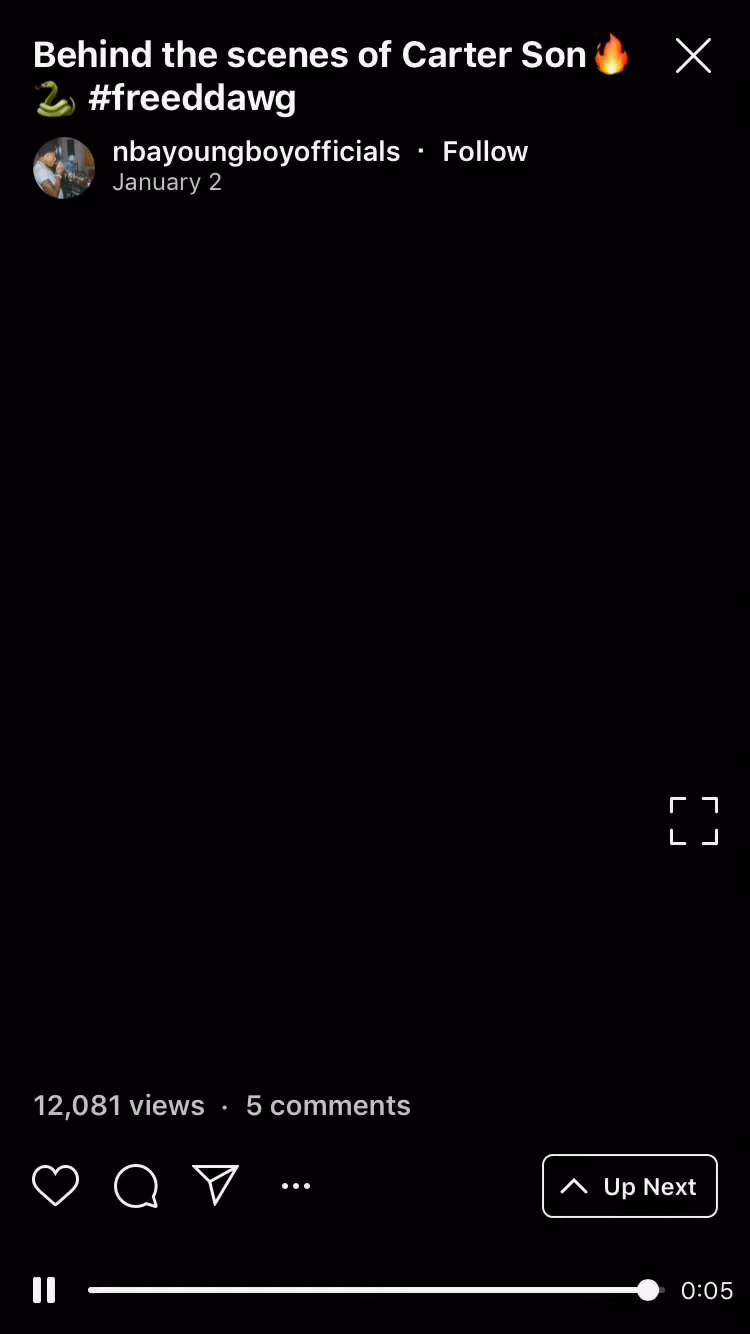 Behind the scenes of Carter Son🔥
🐍 #freeddawg
nbayoungboyofficials · Follow
January 2
12,081 views · 5 comments
Up Next
0:05